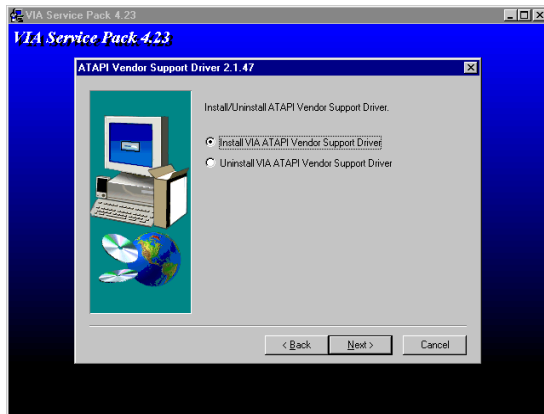 VIA Service Pack 4.23
VIA Service Pack 4.23
ATAPI Vendor Support Driver 2.1.47
Install/Uninstall ATAPI Vendor Support Driver.
Install VIA ATAPI Vendor Support Driver
Uninstall VIA ATAPI Vendor Support Driver
< Back Next > Cancel